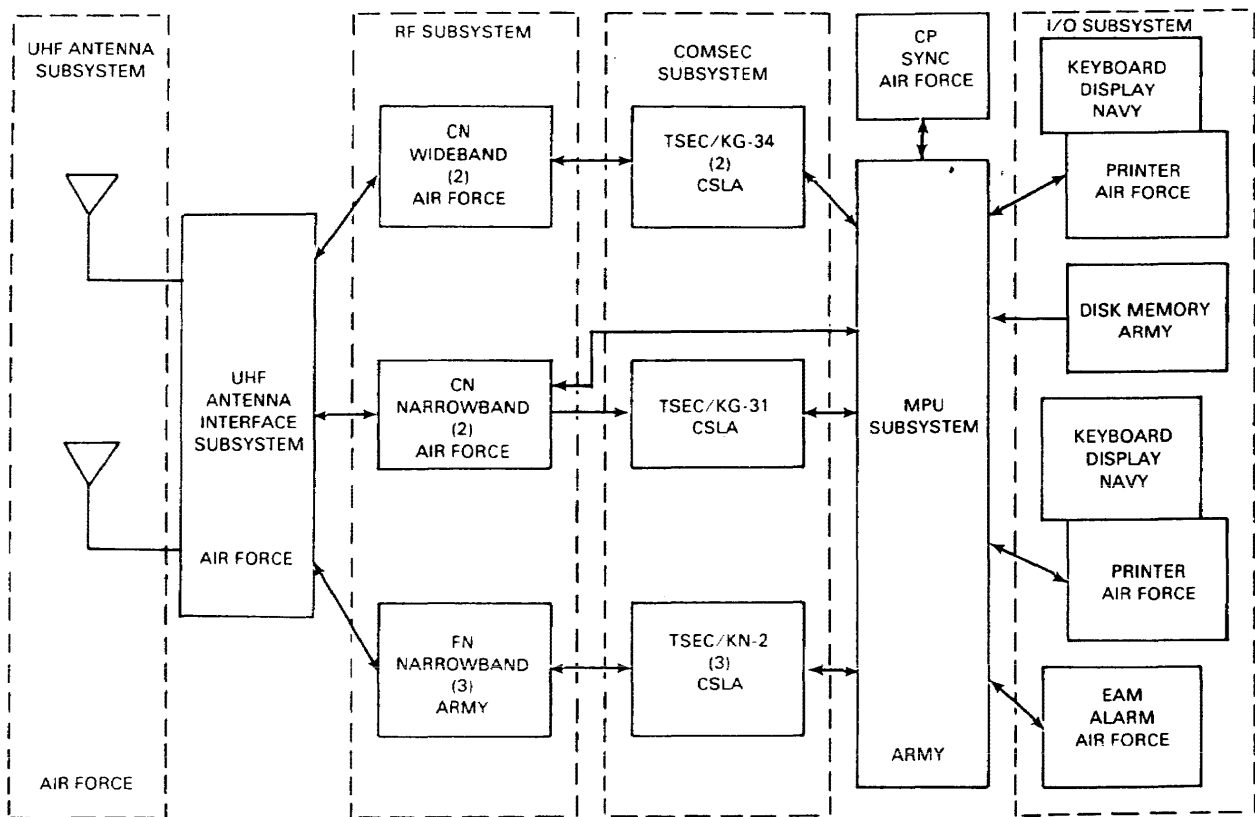 UHF ANTENNA
SUBSYSTEM
AIR FORCE
UHF
ANTENNA
INTERFACE
SUBSYSTEM
AIR FORCE
RF SUBSYSTEM
CN
WIDEBAND
(2)
AIR FORCE
CN
NARROWBAND
(2)
AIR FORCE
FN
NARROWBAND
(3)
ARMY
COMSEC
SUBSYSTEM
TSEC/KG-34
(2)
CSLA
TSEC/KG-31
CSLA
TSEC/KN-2
(3)
CSLA
CP
SYNC
AIR FORCE
MPU
SUBSYSTEM
ARMY
I/O SUBSYSTEM
KEYBOARD
DISPLAY
NAVY
PRINTER
AIR FORCE
DISK MEMORY
ARMY
KEYBOARD
DISPLAY
NAVY
PRINTER
AIR FORCE
EAM
ALARM
AIR FORCE